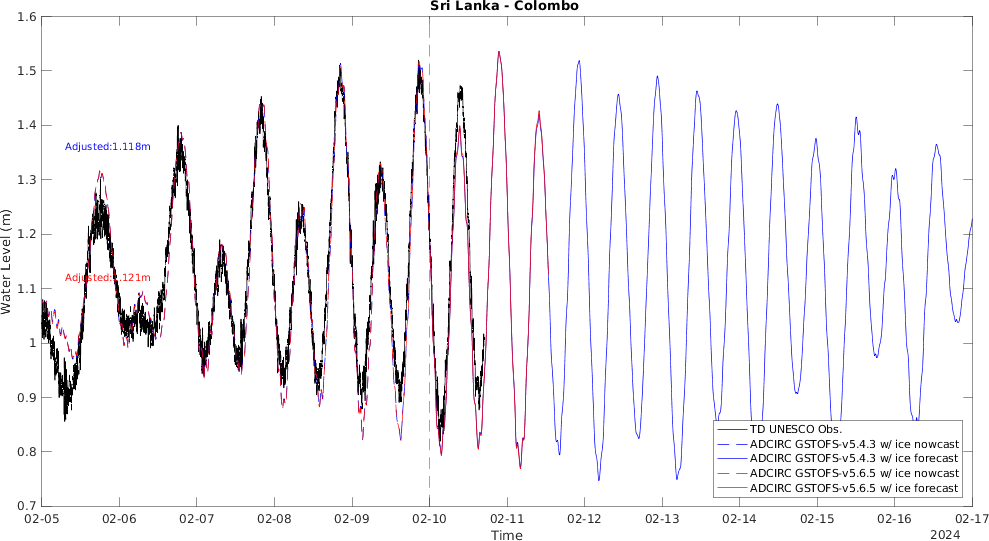 Sri Lanka - Colombo
1.6
1.5
1.4
1.3
1.2
1.1
1
0.9
0.8
0.7
Water Level (m)
Adjusted:1.118m
Adjusted:1.121m
TD UNESCO Obs.
ADCIRC GSTOFS-v5.4.3 w/ ice nowcast
ADCIRC GSTOFS-v5.4.3 w/ ice forecast
ADCIRC GSTOFS-v5.6.5 w/ ice nowcast
ADCIRC GSTOFS-v5.6.5 w/ ice forecast
02-05 02-06 02-07 02-08 02-09 02-10 02-11 02-12 02-13 02-14 02-15 02-16 02-17
Time
2024